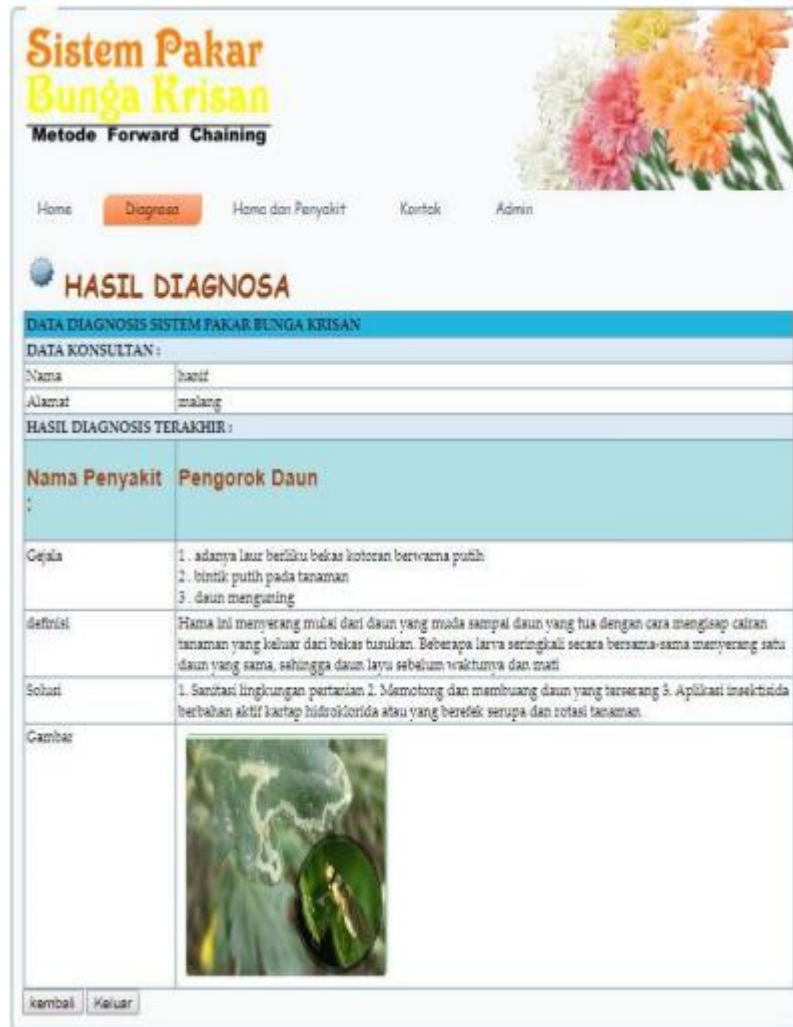 Sistem Pakar
Bunga Krisan
Metode Forward Chaining
Home Diagnosa Hama dan Penyakit Kontak Admin
HASIL DIAGNOSA
DATA DIAGNOSIS SISTEM PAKAR BUNGA KRISAN
DATA KONSULTAN :
Nama hanif
Alamat malang
HASIL DIAGNOSIS TERAKHIR :
Nama Penyakit Pengorok Daun
:
Gejala 1 . adanya laur berliku bekas kotoran berwarna putih
2 . bintik putih pada tanaman
3 . daun menguning
definisi Hama ini menyerang mulai dari daun yang muda sampai daun yang tua dengan cara mengisap cairan
tanaman yang keluar dari bekas tusukan. Beberapa larva seringkali secara bersama-sama menyerang satu
daun yang sama, sehingga daun layu sebelum waktunya dan mati
Solusi 1. Sanitasi lingkungan pertanian 2. Memotong dan membuang daun yang terserang 3. Aplikasi insektisida
berbahan aktif kartap hidroklorida atau yang berefek serupa dan rotasi tanaman
Gambar
kembali Keluar